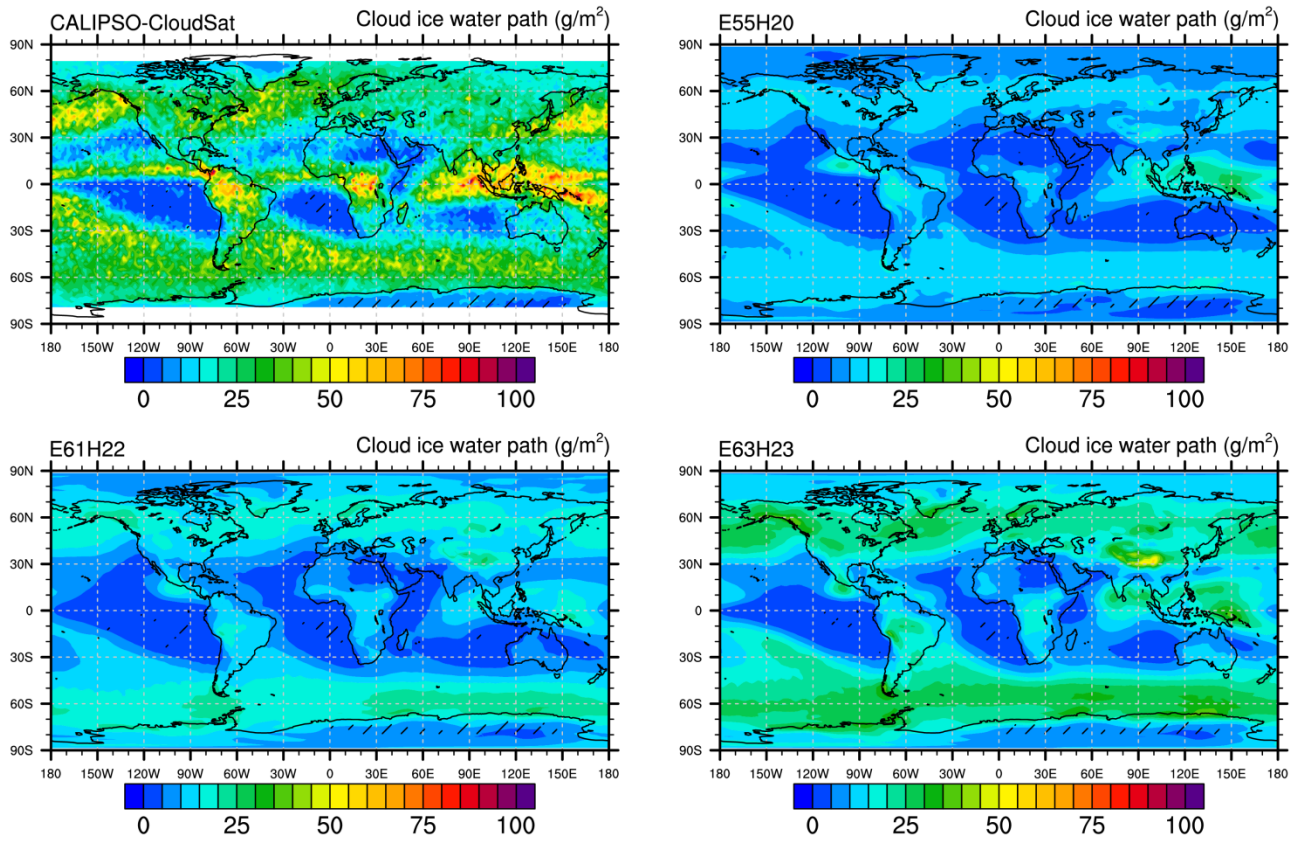 CALIPSO-CloudSat Cloud ice water path (g/m²)
90N
60N
30N
0
30S
60S
90S
180 150W 120W 90W 60W 30W 0 30E 60E 90E 120E 150E 180
0 25 50 75 100
E55H20 Cloud ice water path (g/m²)
90N
60N
30N
0
30S
60S
90S
180 150W 120W 90W 60W 30W 0 30E 60E 90E 120E 150E 180
0 25 50 75 100
E61H22 Cloud ice water path (g/m²)
90N
60N
30N
0
30S
60S
90S
180 150W 120W 90W 60W 30W 0 30E 60E 90E 120E 150E 180
0 25 50 75 100
E63H23 Cloud ice water path (g/m²)
90N
60N
30N
0
30S
60S
90S
180 150W 120W 90W 60W 30W 0 30E 60E 90E 120E 150E 180
0 25 50 75 100